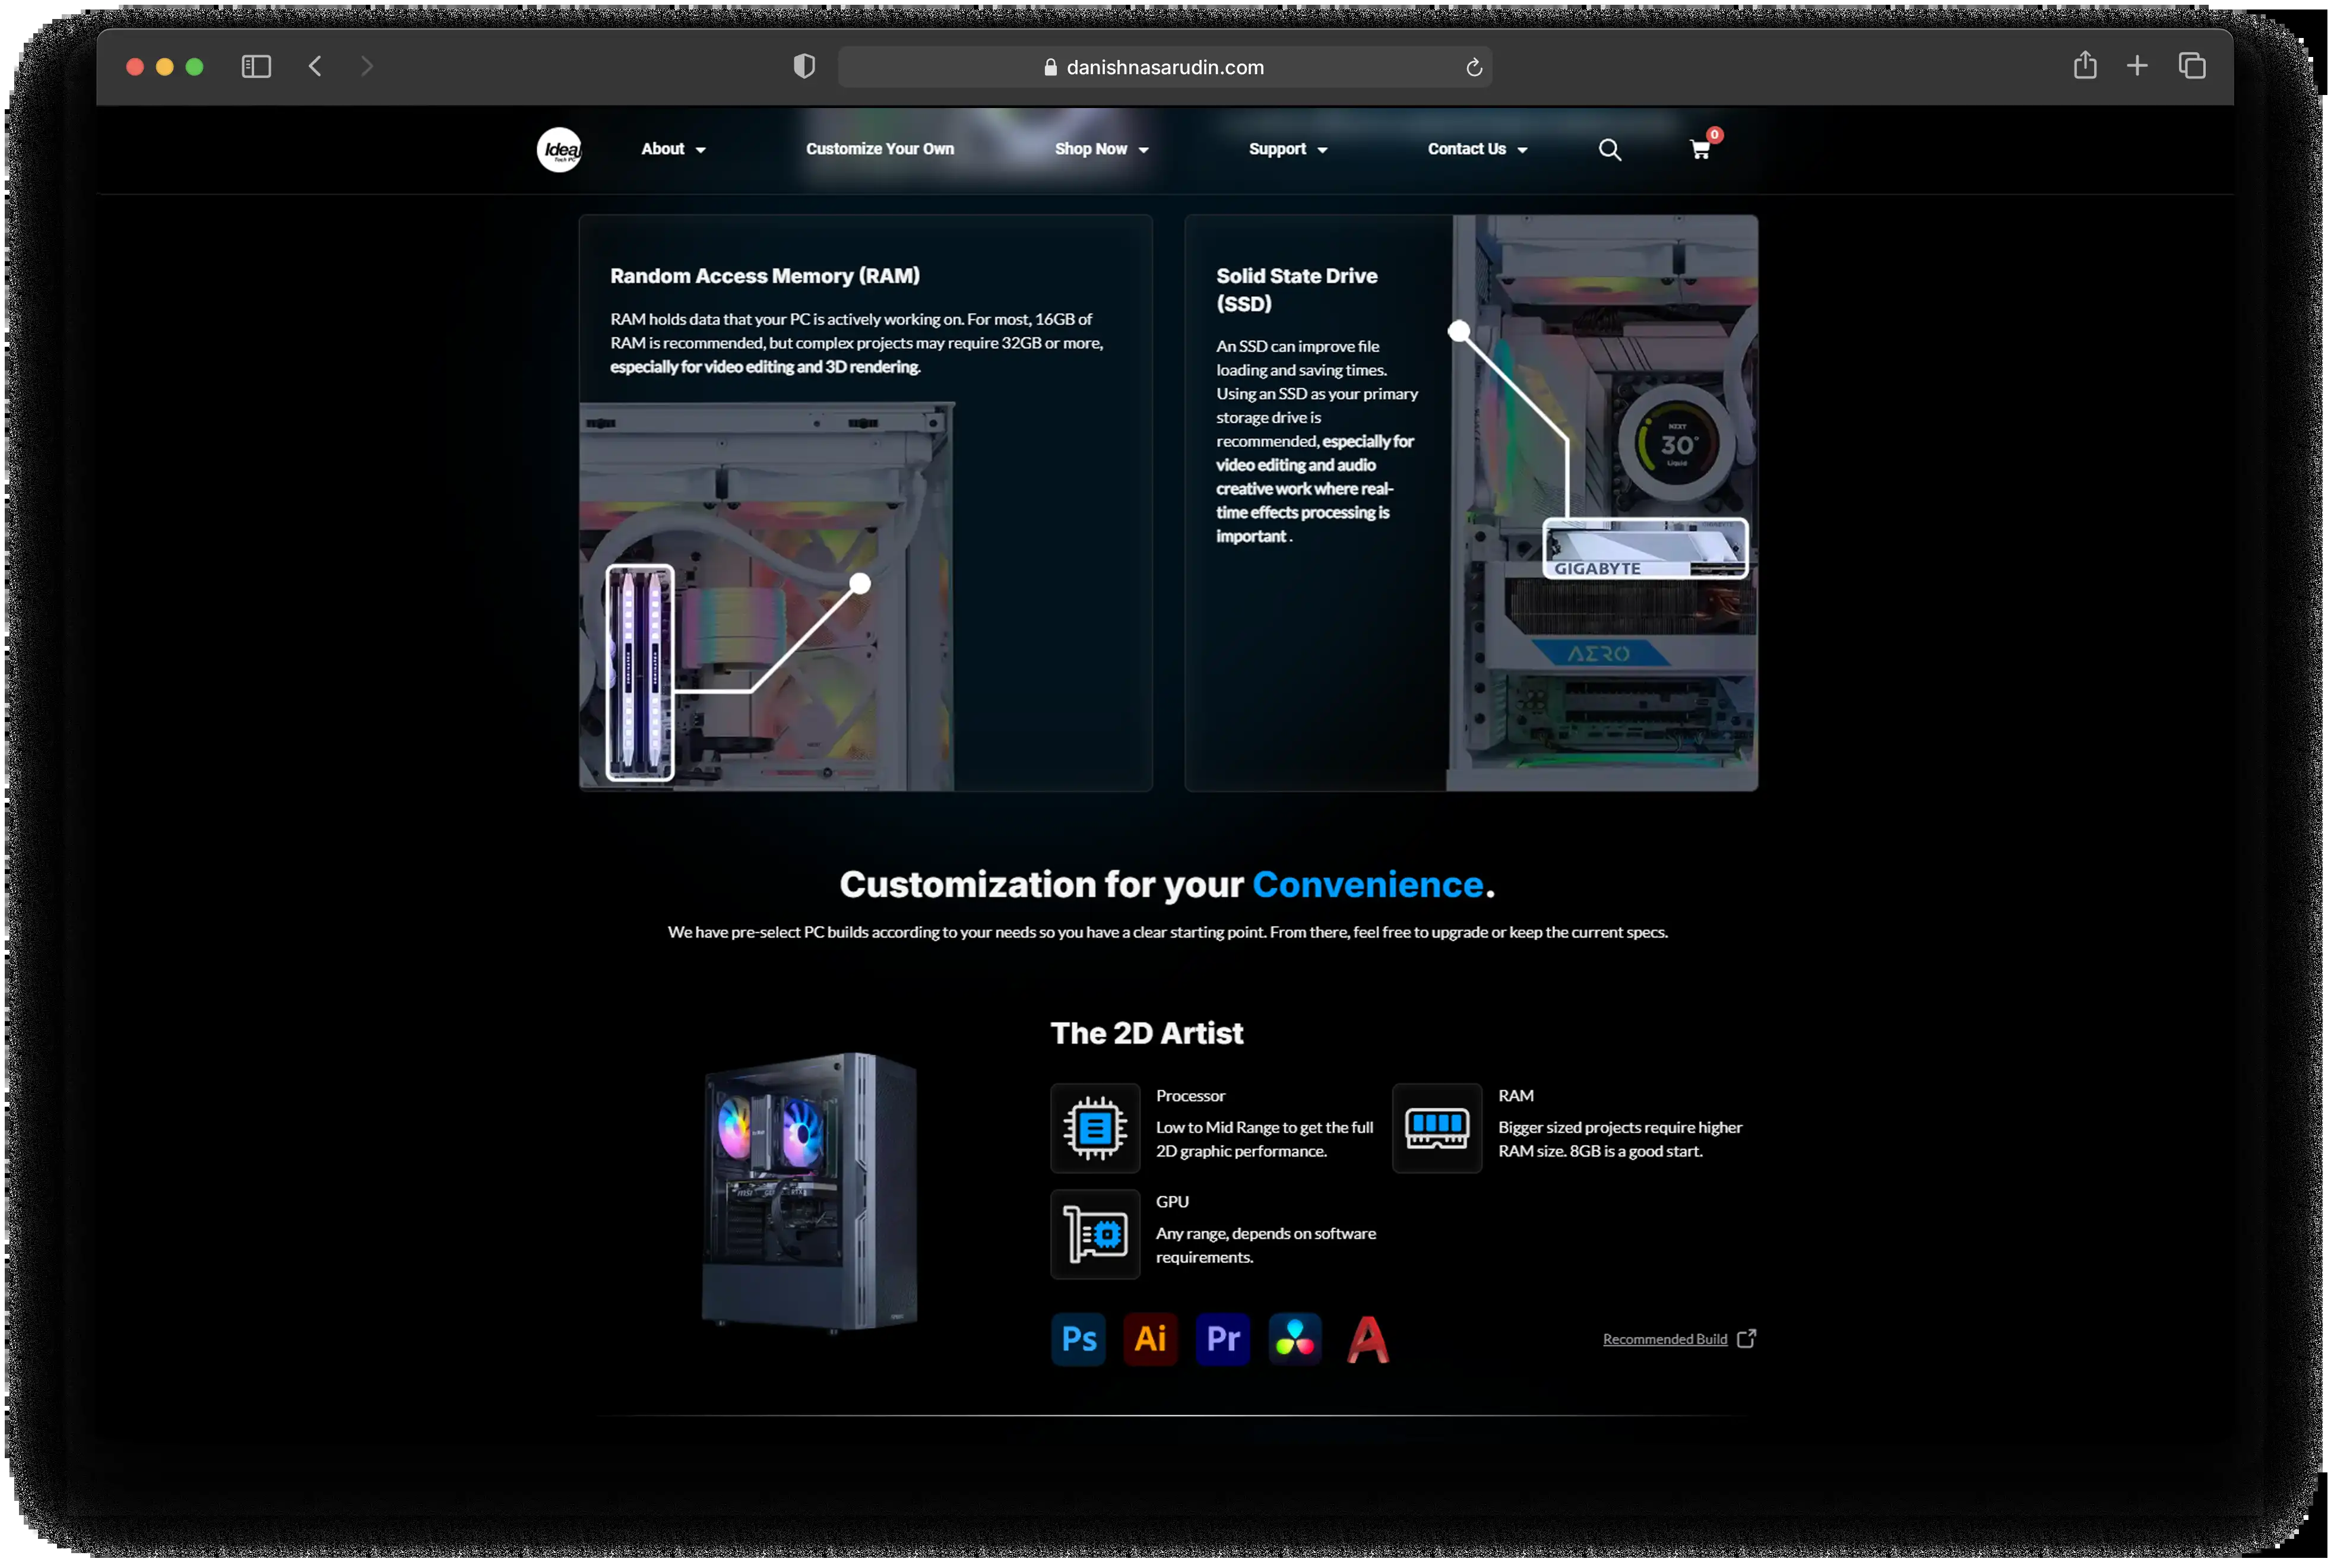 danishnasarudin.com
Ideal
Tech PC
About
Customize Your Own
Shop Now
Support
Contact Us
0
Random Access Memory (RAM)
RAM holds data that your PC is actively working on. For most, 16GB of
RAM is recommended, but complex projects may require 32GB or more,
especially for video editing and 3D rendering.
Solid State Drive
(SSD)
An SSD can improve file
loading and saving times.
Using an SSD as your primary
storage drive is
recommended, especially for
video editing and audio
creative work where real-
time effects processing is
important .
NEXT
30°
Liquid
GIGABYTE
AERO
Customization for your Convenience.
We have pre-select PC builds according to your needs so you have a clear starting point. From there, feel free to upgrade or keep the current specs.
The 2D Artist
Processor
Low to Mid Range to get the full
2D graphic performance.
RAM
Bigger sized projects require higher
RAM size. 8GB is a good start.
GPU
Any range, depends on software
requirements.
msi
Ps
Ai
Pr
Recommended Build